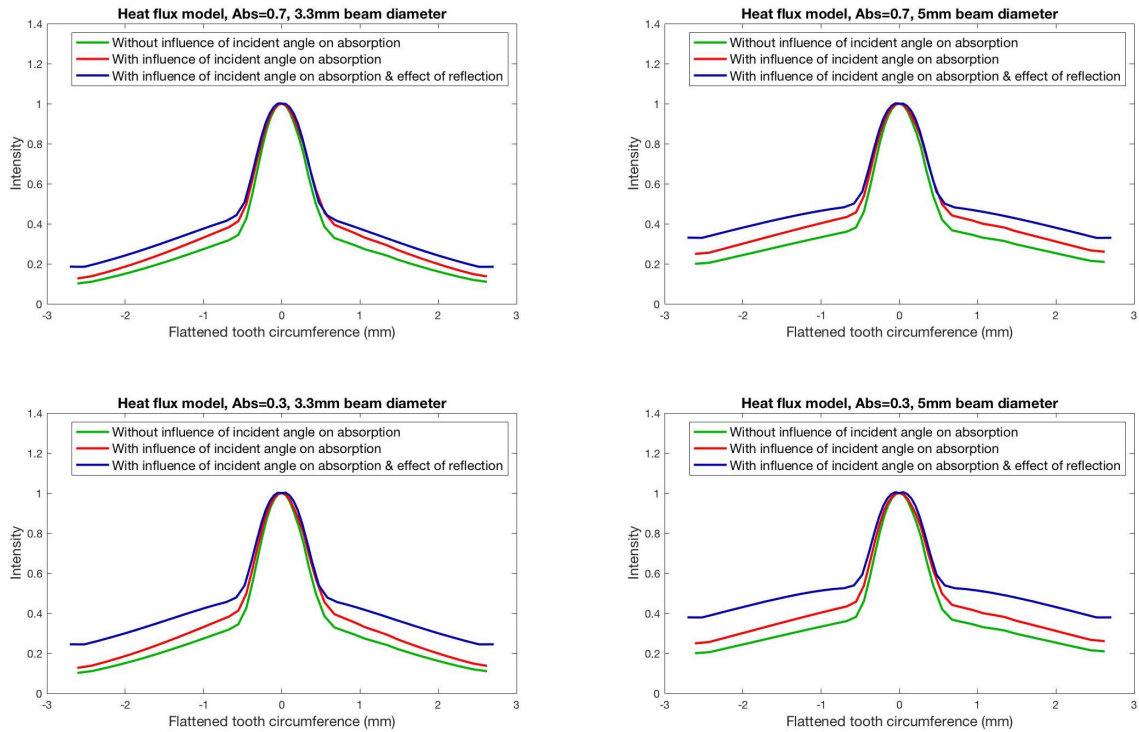 Heat flux model, Abs=0.7, 3.3mm beam diameter
1.4
1.2
1
0.8
0.6
0.4
0.2
0
Intensity
Without influence of incident angle on absorption
With influence of incident angle on absorption
With influence of incident angle on absorption & effect of reflection
-3 -2 -1 0 1 2 3
Flattened tooth circumference (mm)
Heat flux model, Abs=0.7, 5mm beam diameter
1.4
1.2
1
0.8
0.6
0.4
0.2
0
Intensity
Without influence of incident angle on absorption
With influence of incident angle on absorption
With influence of incident angle on absorption & effect of reflection
-3 -2 -1 0 1 2 3
Flattened tooth circumference (mm)
Heat flux model, Abs=0.3, 3.3mm beam diameter
1.4
1.2
1
0.8
0.6
0.4
0.2
0
Intensity
Without influence of incident angle on absorption
With influence of incident angle on absorption
With influence of incident angle on absorption & effect of reflection
-3 -2 -1 0 1 2 3
Flattened tooth circumference (mm)
Heat flux model, Abs=0.3, 5mm beam diameter
1.4
1.2
1
0.8
0.6
0.4
0.2
0
Intensity
Without influence of incident angle on absorption
With influence of incident angle on absorption
With influence of incident angle on absorption & effect of reflection
-3 -2 -1 0 1 2 3
Flattened tooth circumference (mm)